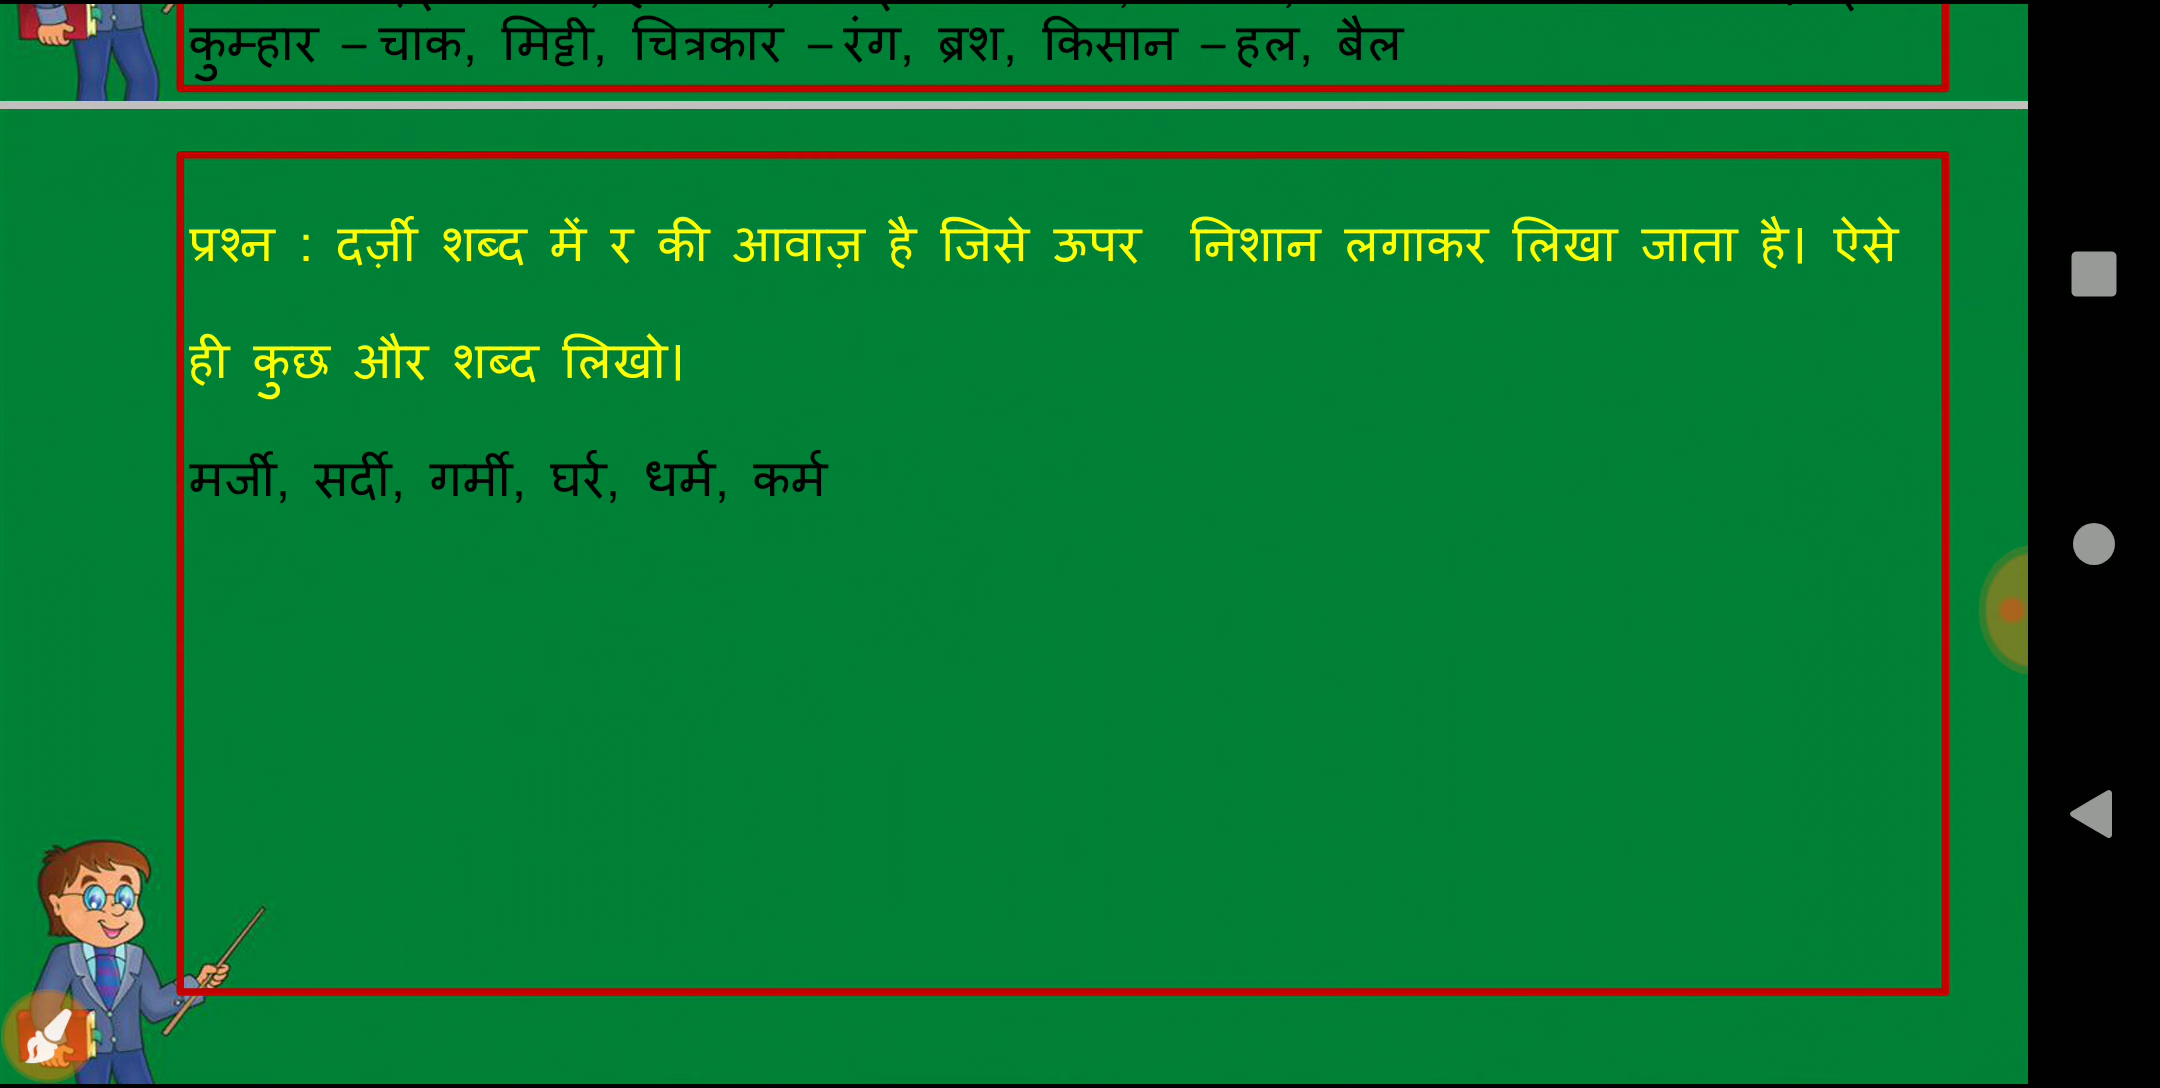 कुम्हार – चाक, मिट्टी, चित्रकार – रंग, ब्रश, किसान – हल, बैल
प्रश्न : दर्ज़ी शब्द में र की आवाज़ है जिसे ऊपर निशान लगाकर लिखा जाता है। ऐसे
ही कुछ और शब्द लिखो।
मर्जी, सर्दी, गर्मी, घर्र, धर्म, कर्म